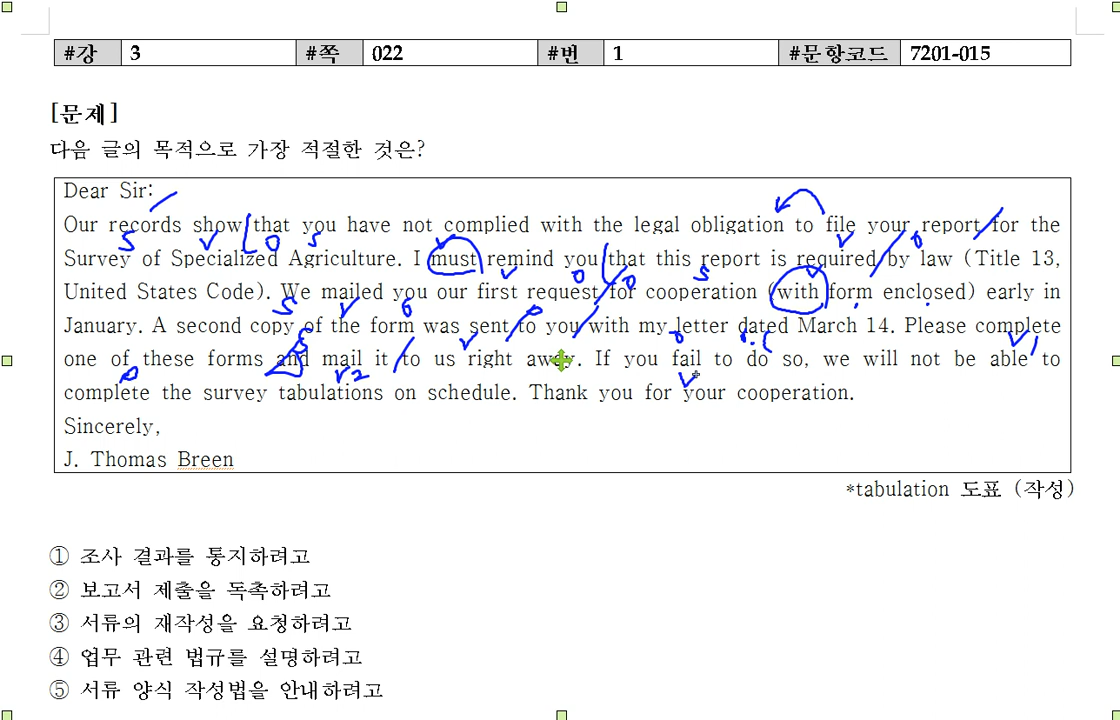 #강 3 #쪽 022 #번 1 #문항코드 7201-015
[문제]
다음 글의 목적으로 가장 적절한 것은?
Dear Sir:
Our records show that you have not complied with the legal obligation to file your report for the
Survey of Specialized Agriculture. I must remind you that this report is required by law (Title 13,
United States Code). We mailed you our first request for cooperation (with form enclosed) early in
January. A second copy of the form was sent to you with my letter dated March 14. Please complete
one of these forms and mail it to us right away. If you fail to do so, we will not be able to
complete the survey tabulations on schedule. Thank you for your cooperation.
Sincerely,
J. Thomas Breen
*tabulation 도표 (작성)
① 조사 결과를 통지하려고
② 보고서 제출을 독촉하려고
③ 서류의 재작성을 요청하려고
④ 업무 관련 법규를 설명하려고
⑤ 서류 양식 작성법을 안내하려고